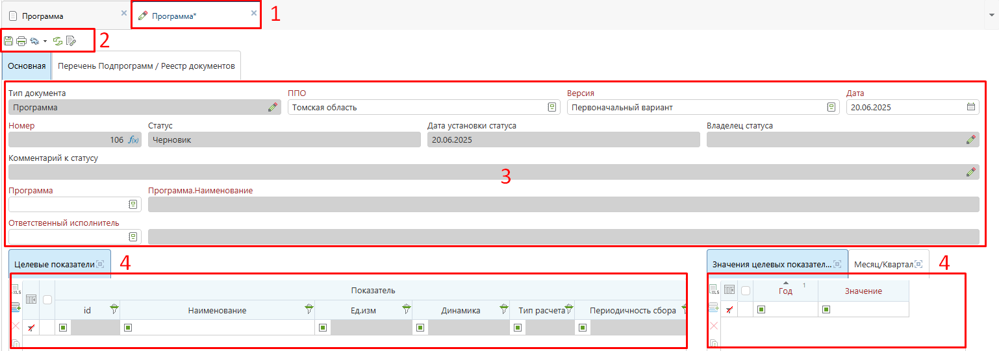 Программа
Программа*
1
2
Основная
Перечень Подпрограмм / Реестр документов
Тип документа
ППО
Версия
Дата
Программа
Томская область
Первоначальный вариант
20.06.2025
Номер
Статус
Дата установки статуса
Владелец статуса
106 f(x)
Черновик
20.06.2025
Комментарий к статусу
3
Программа
Программа.Наименование
Ответственный исполнитель
Целевые показатели
4
Значения целевых показател...
Месяц/Квартал
4
XLS
Показатель
id
Наименование
Ед.изм
Динамика
Тип расчета
Периодичность сбора
XLS
Год
1
Значение